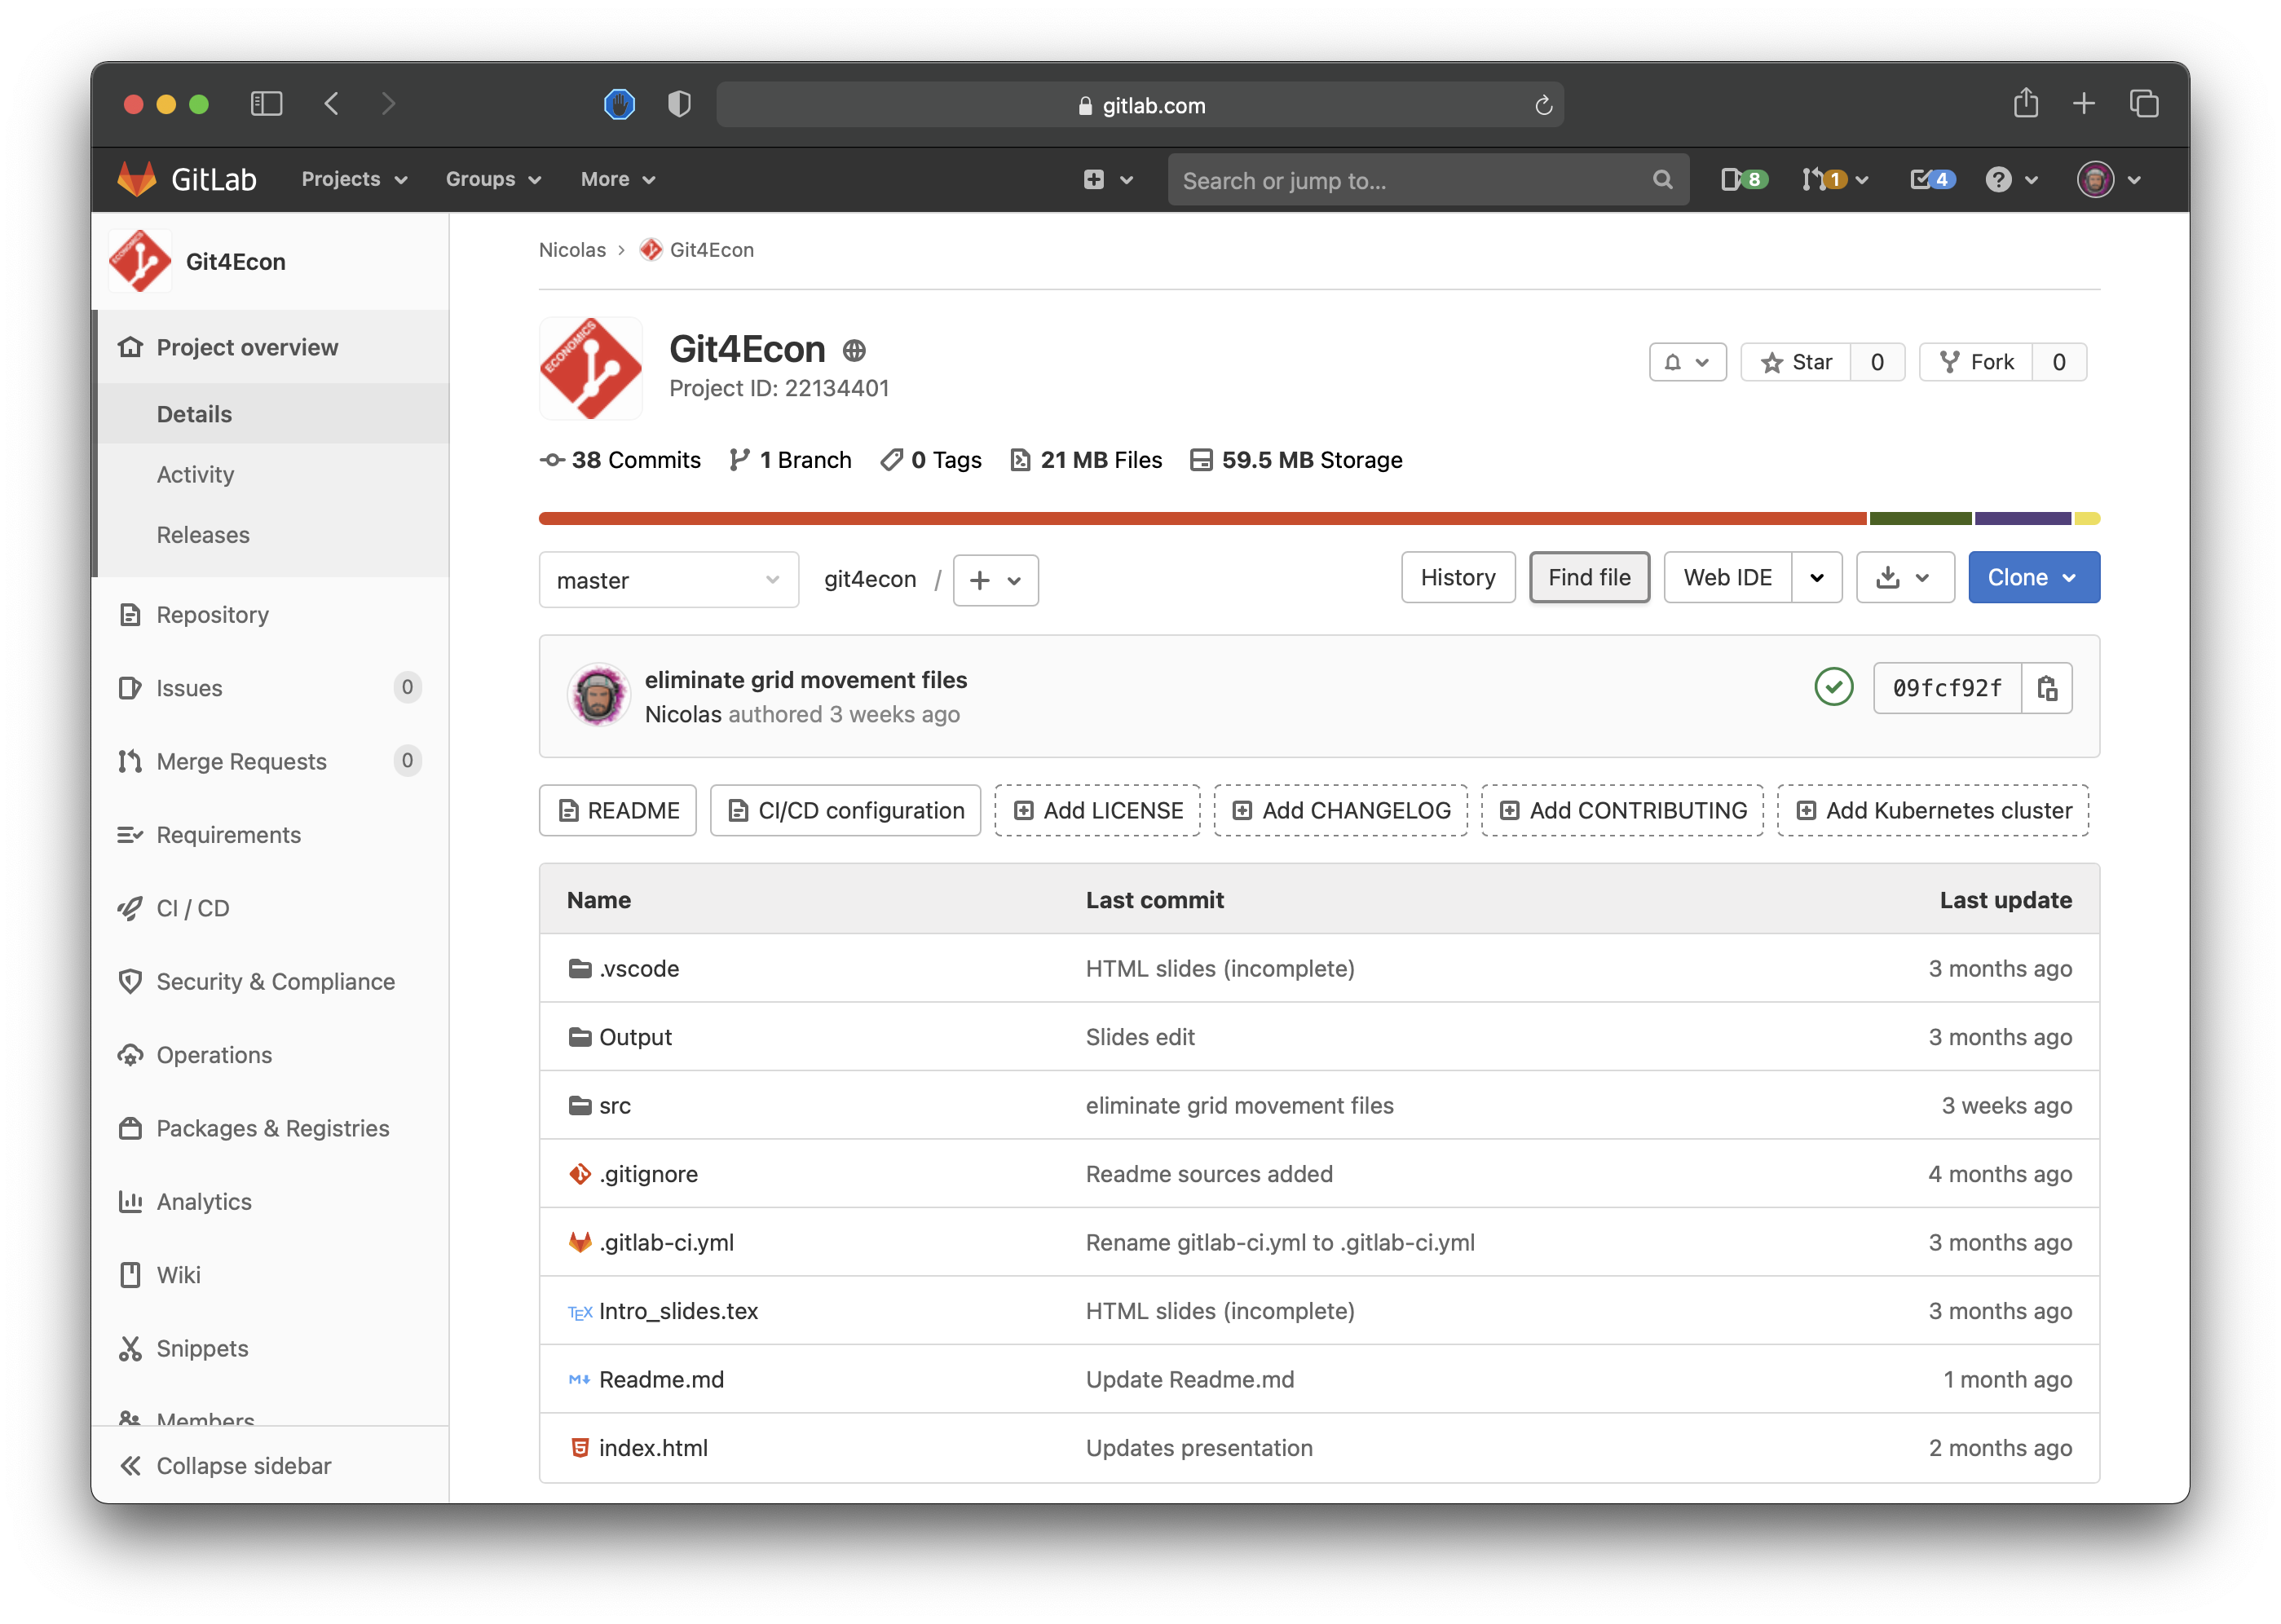 gitlab.com
GitLab Projects Groups More Search or jump to... 8 1 4
Git4Econ
Project overview
Details
Activity
Releases
Repository
Issues 0
Merge Requests 0
Requirements
CI / CD
Security & Compliance
Operations
Packages & Registries
Analytics
Wiki
Snippets
Members
Collapse sidebar
Nicolas › Git4Econ
ECONOMICS
Git4Econ
Project ID: 22134401
Star 0 Fork 0
38 Commits 1 Branch 0 Tags 21 MB Files 59.5 MB Storage
master git4econ / + History Find file Web IDE Clone
eliminate grid movement files
Nicolas authored 3 weeks ago
09fcf92f
README CI/CD configuration Add LICENSE Add CHANGELOG Add CONTRIBUTING Add Kubernetes cluster
Name Last commit Last update
.vscode HTML slides (incomplete) 3 months ago
Output Slides edit 3 months ago
src eliminate grid movement files 3 weeks ago
.gitignore Readme sources added 4 months ago
.gitlab-ci.yml Rename gitlab-ci.yml to .gitlab-ci.yml 3 months ago
TEX Intro_slides.tex HTML slides (incomplete) 3 months ago
M Readme.md Update Readme.md 1 month ago
5 index.html Updates presentation 2 months ago